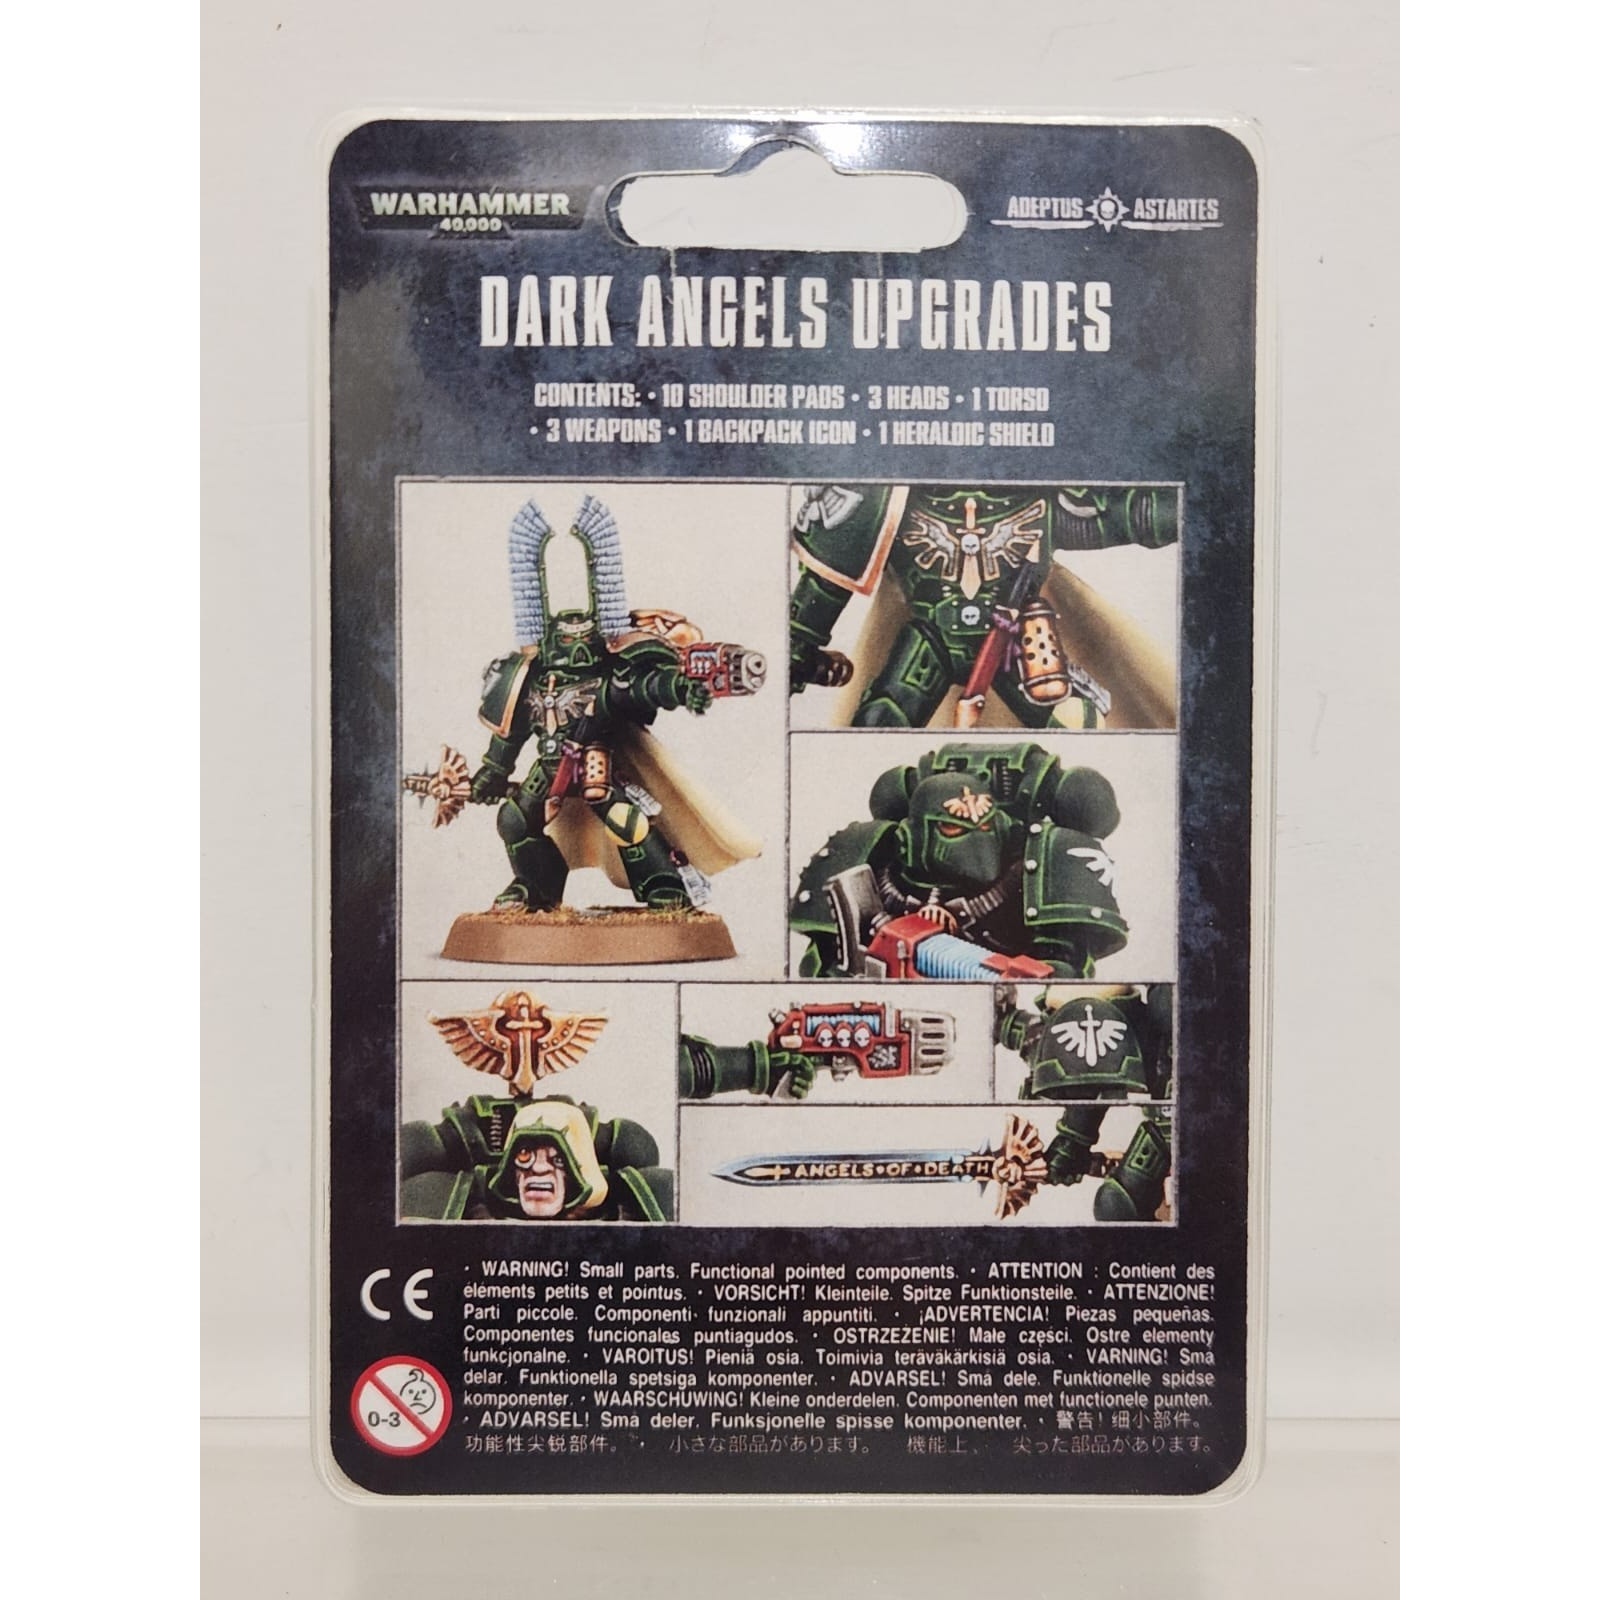 WARHAMMER
40,000
ADEPTUS ASTARTES
DARK ANGELS UPGRADES
CONTENTS: • 10 SHOULDER PADS • 3 HEADS • 1 TORSO
• 3 WEAPONS • 1 BACKPACK ICON • 1 HERALDIC SHIELD
ANGELS•OF•DEATH
CE
0-3
· WARNING! Small parts. Functional pointed components. · ATTENTION : Contient des
éléments petits et pointus. · VORSICHT! Kleinteile. Spitze Funktionsteile. · ATTENZIONE!
Parti piccole. Componenti funzionali appuntiti. · ¡ADVERTENCIA! Piezas pequeñas.
Componentes funcionales puntiagudos. · OSTRZEŻENIE! Małe części. Ostre elementy
funkcjonalne. · VAROITUS! Pieniä osia. Toimivia teräväkärkisiä osia. · VARNING! Små
delar. Funktionella spetsiga komponenter. · ADVARSEL! Små dele. Funktionelle spidse
komponenter. · WAARSCHUWING! Kleine onderdelen. Componenten met functionele punten.
· ADVARSEL! Små deler. Funksjonelle spisse komponenter. · 警告! 细小部件。
功能性尖锐部件。 · 小さな部品があります。 機能上、 尖った部品があります。